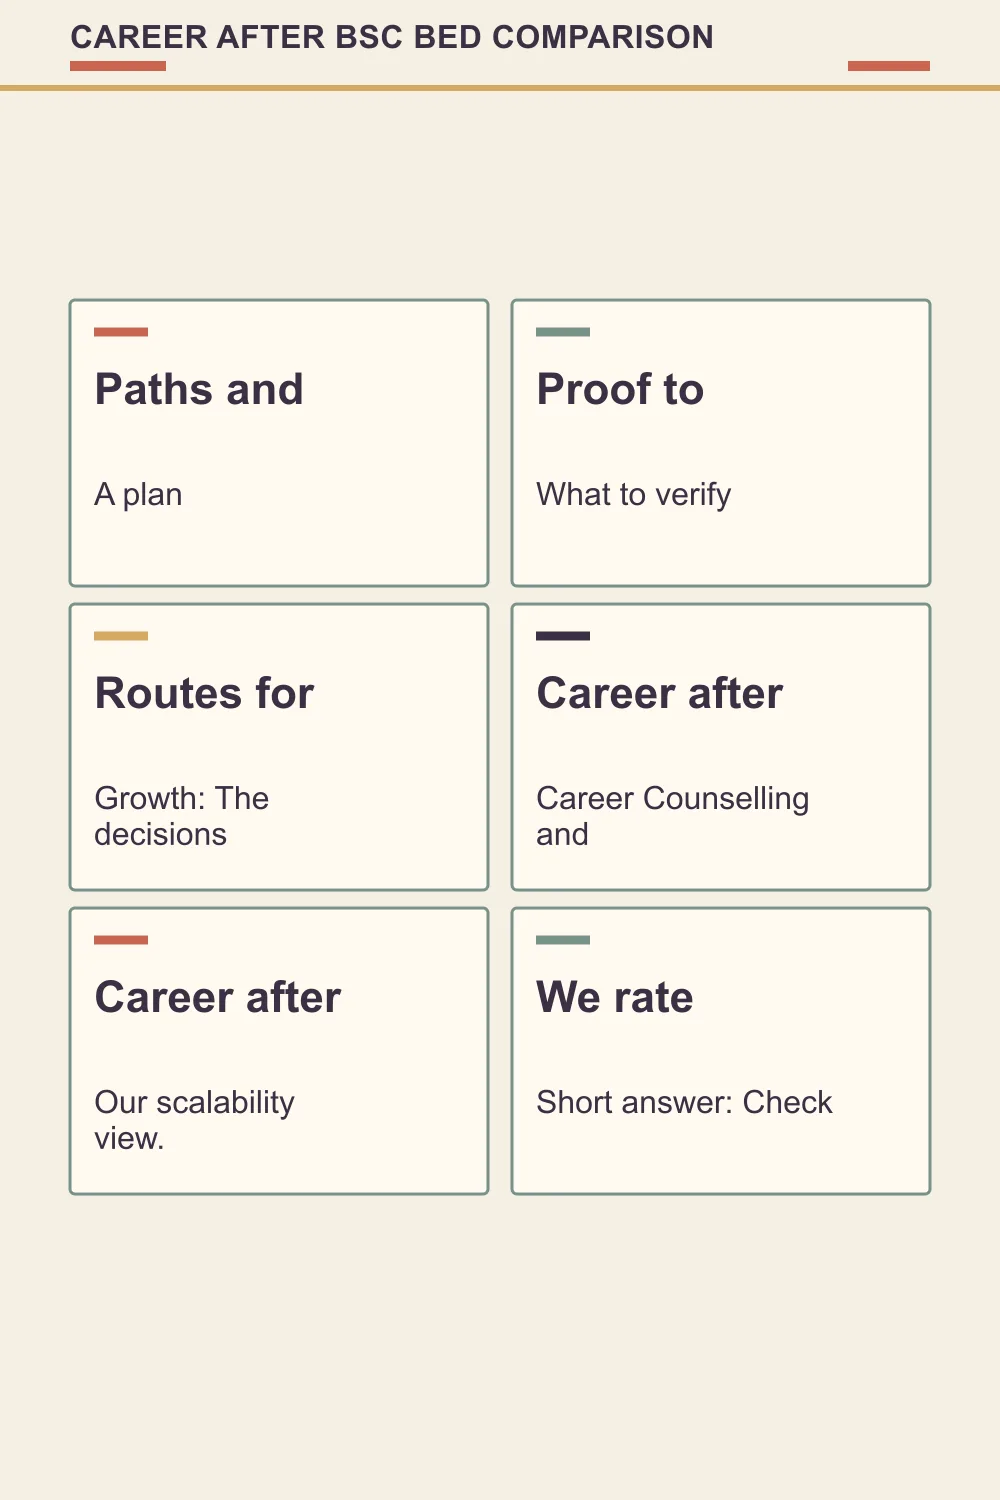 CAREER AFTER BSC BED COMPARISON
Paths and
A plan
Proof to
What to verify
Routes for
Growth: The
decisions
Career after
Career Counselling
and
Career after
Our scalability
view.
We rate
Short answer: Check